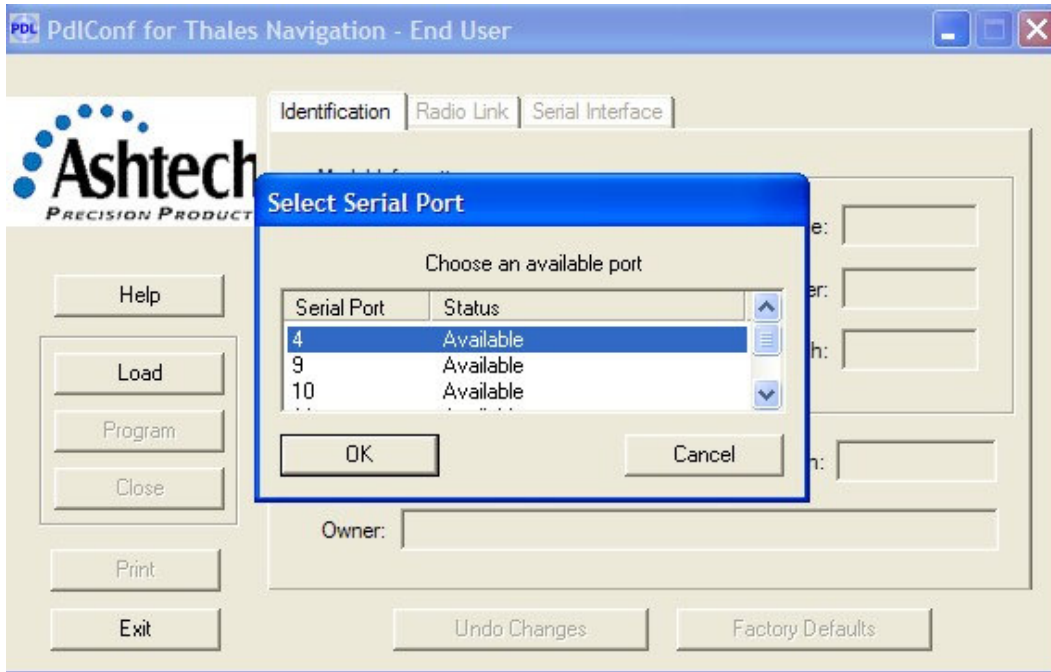 PDL PdlConf for Thales Navigation - End User
Identification Radio Link Serial Interface
Ashtech
PRECISION PRODUCT
Select Serial Port
Choose an available port
Serial Port Status
4 Available
9 Available
10 Available
OK Cancel
e:
er:
h:
n:
Owner:
Help
Load
Program
Close
Print
Exit
Undo Changes Factory Defaults